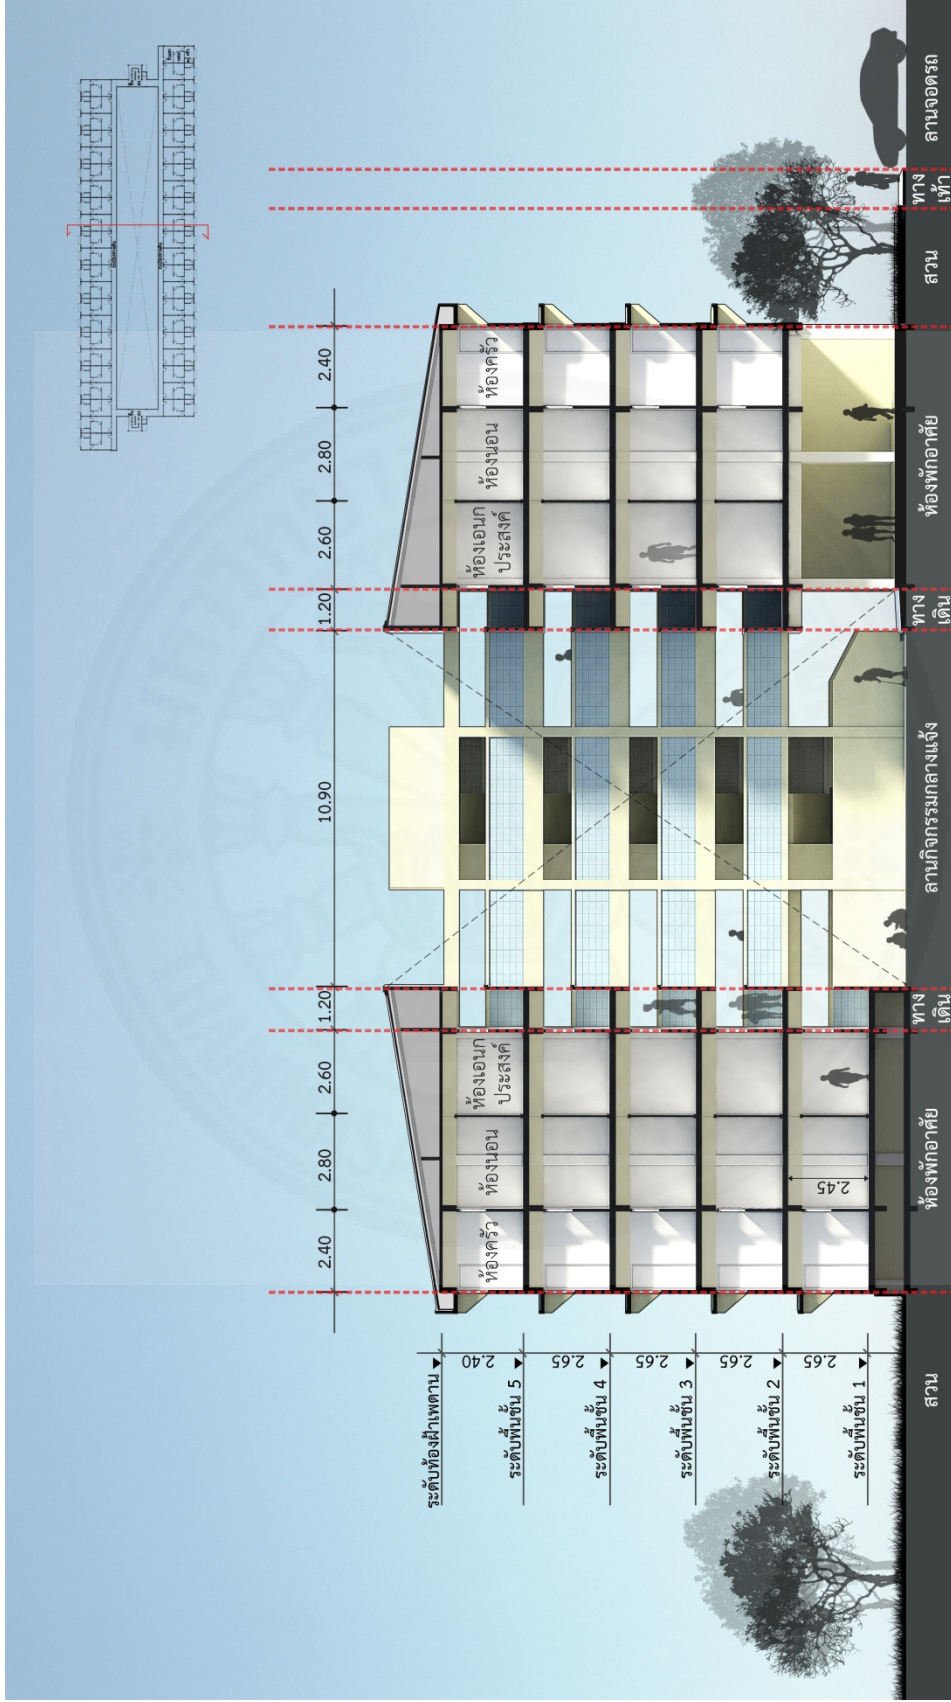 2.40
2.80
2.60
1.20
10.90
1.20
2.60
2.80
2.40
ระดับท้องฝ้าเพดาน
2.40
ระดับพื้นชั้น 5
2.65
ระดับพื้นชั้น 4
2.65
ระดับพื้นชั้น 3
2.65
ระดับพื้นชั้น 2
2.65
ระดับพื้นชั้น 1
ห้องครัว
ห้องนอน
ห้องเอนก
ประสงค์
ห้องเอนก
ประสงค์
ห้องนอน
ห้องครัว
2.45
สวน
ห้องพักอาศัย
ทาง
เดิน
ลานกิจกรรมกลางแจ้ง
ทาง
เดิน
ห้องพักอาศัย
สวน
ทาง
เท้า
ลานจอดรถ